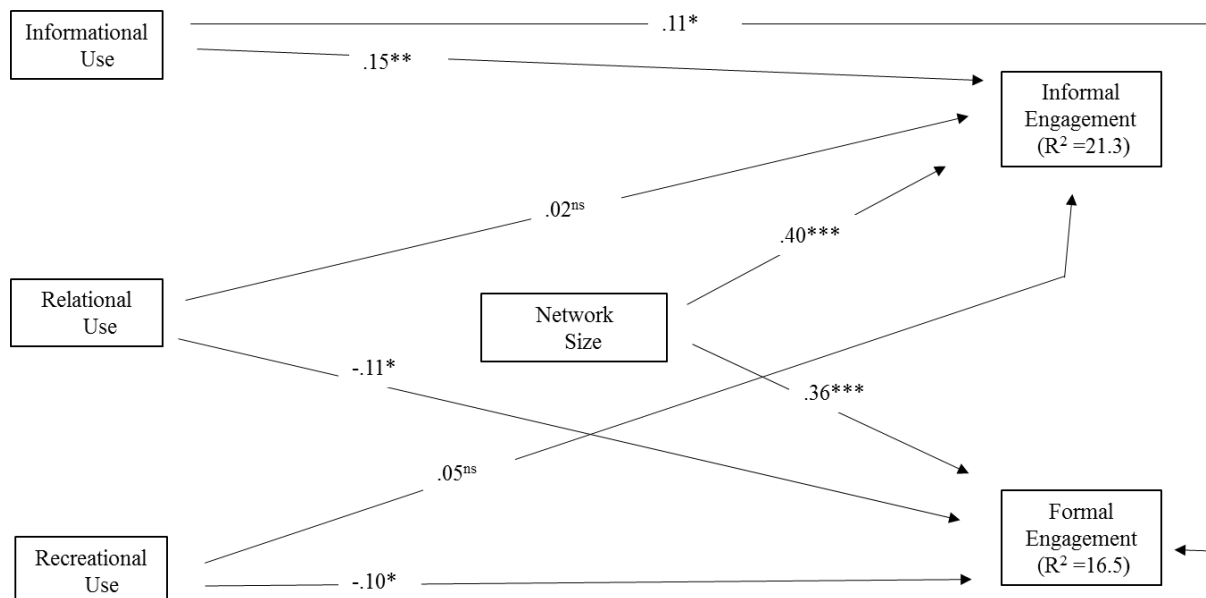 Informational
Use
.11*
.15**
Informal
Engagement
(R² =21.3)
.02ⁿˢ
.40***
Relational
Use
Network
Size
-.11*
.36***
.05ⁿˢ
Formal
Engagement
(R² =16.5)
Recreational
Use
-.10*